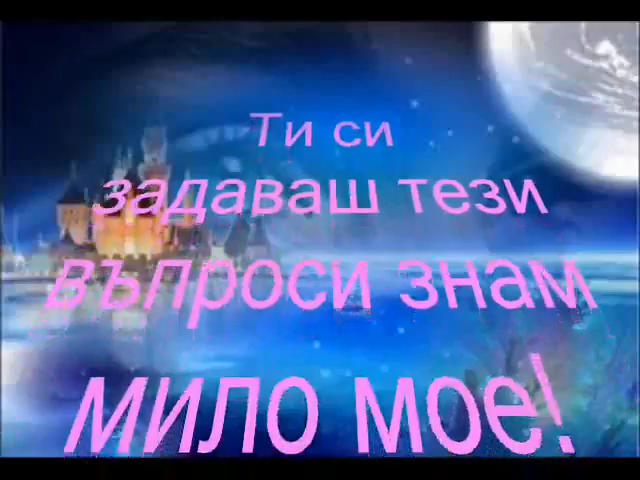 Ти си
задаваш тези
въпроси знам
мило мое!